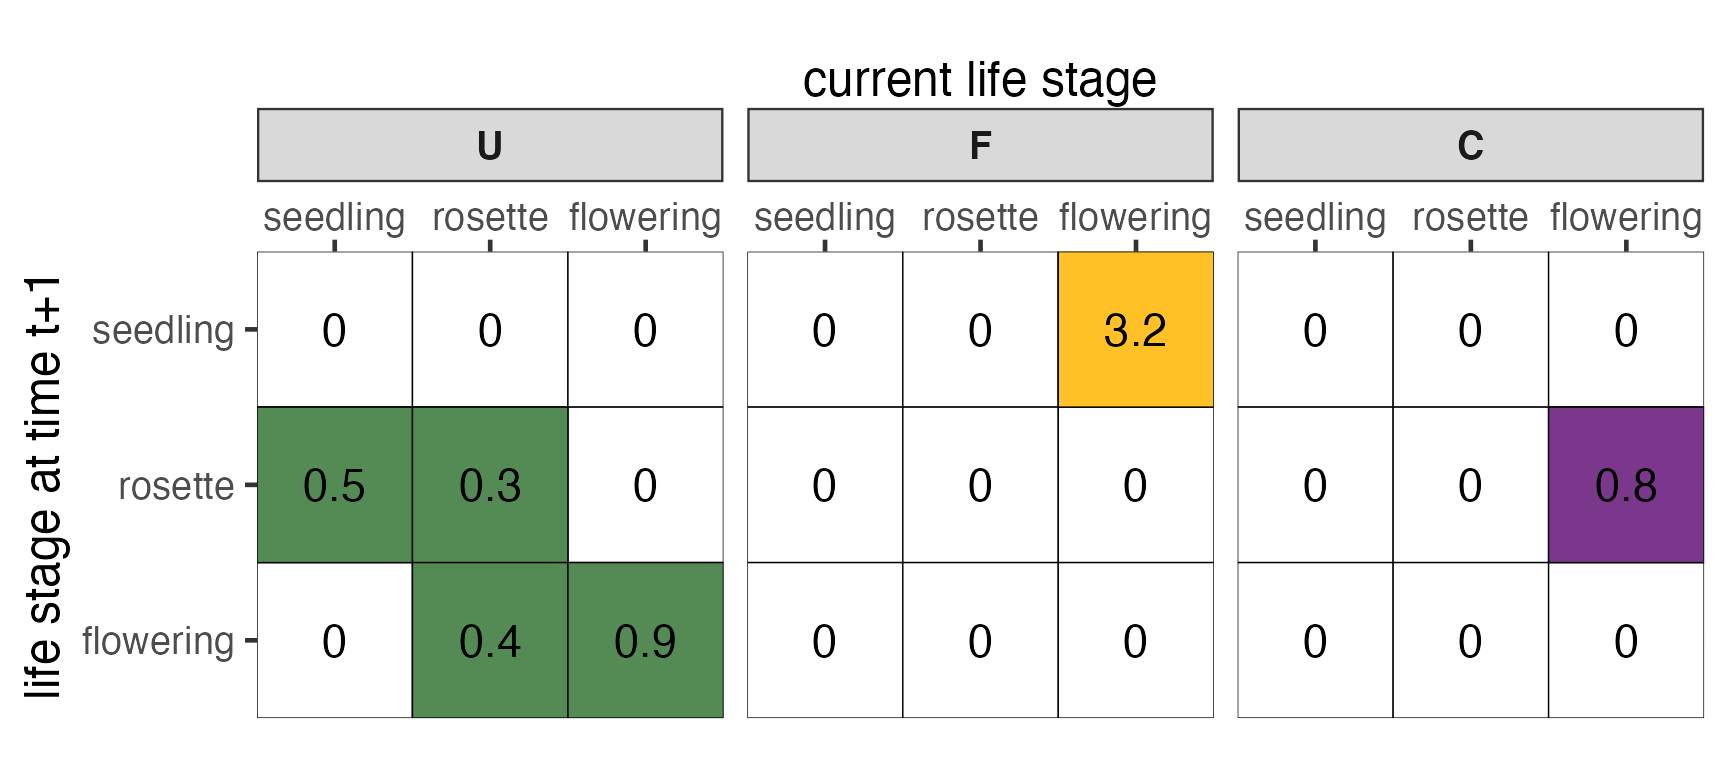 current life stage
U F C
seedling rosette flowering seedling rosette flowering seedling rosette flowering
life stage at time t+1
seedling 0 0 0 0 0 3.2 0 0 0
rosette 0.5 0.3 0 0 0 0 0 0 0.8
flowering 0 0.4 0.9 0 0 0 0 0 0